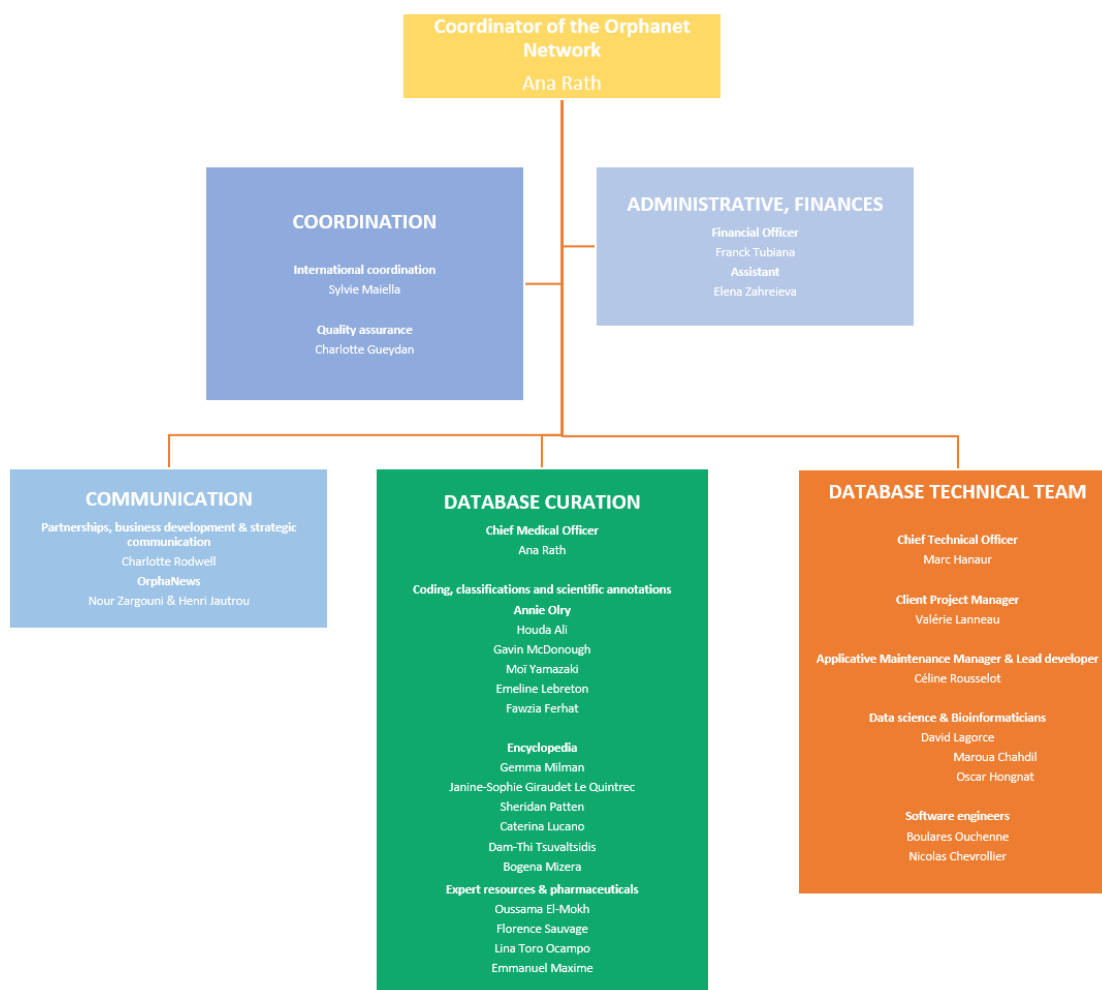 Coordinator of the Orphanet
Network
Ana Rath
COORDINATION
International coordination
Sylvie Maiella
Quality assurance
Charlotte Gueydan
ADMINISTRATIVE, FINANCES
Financial Officer
Franck Tubiana
Assistant
Elena Zahreieva
COMMUNICATION
Partnerships, business development & strategic
communication
Charlotte Rodwell
OrphaNews
Nour Zargouni & Henri Jautrou
DATABASE CURATION
Chief Medical Officer
Ana Rath
Coding, classifications and scientific annotations
Annie Olry
Houda Ali
Gavin McDonough
Moï Yamazaki
Emeline Lebreton
Fawzia Ferhat
Encyclopedia
Gemma Milman
Janine-Sophie Giraudet Le Quintrec
Sheridan Patten
Caterina Lucano
Dam-Thi Tsuvaltsidis
Bogena Mizera
Expert resources & pharmaceuticals
Oussama El-Mokh
Florence Sauvage
Lina Toro Ocampo
Emmanuel Maxime
DATABASE TECHNICAL TEAM
Chief Technical Officer
Marc Hanaur
Client Project Manager
Valérie Lanneau
Applicative Maintenance Manager & Lead developer
Céline Rousselot
Data science & Bioinformaticians
David Lagorce
Maroua Chahdil
Oscar Hongnat
Software engineers
Boulares Ouchenne
Nicolas Chevrollier